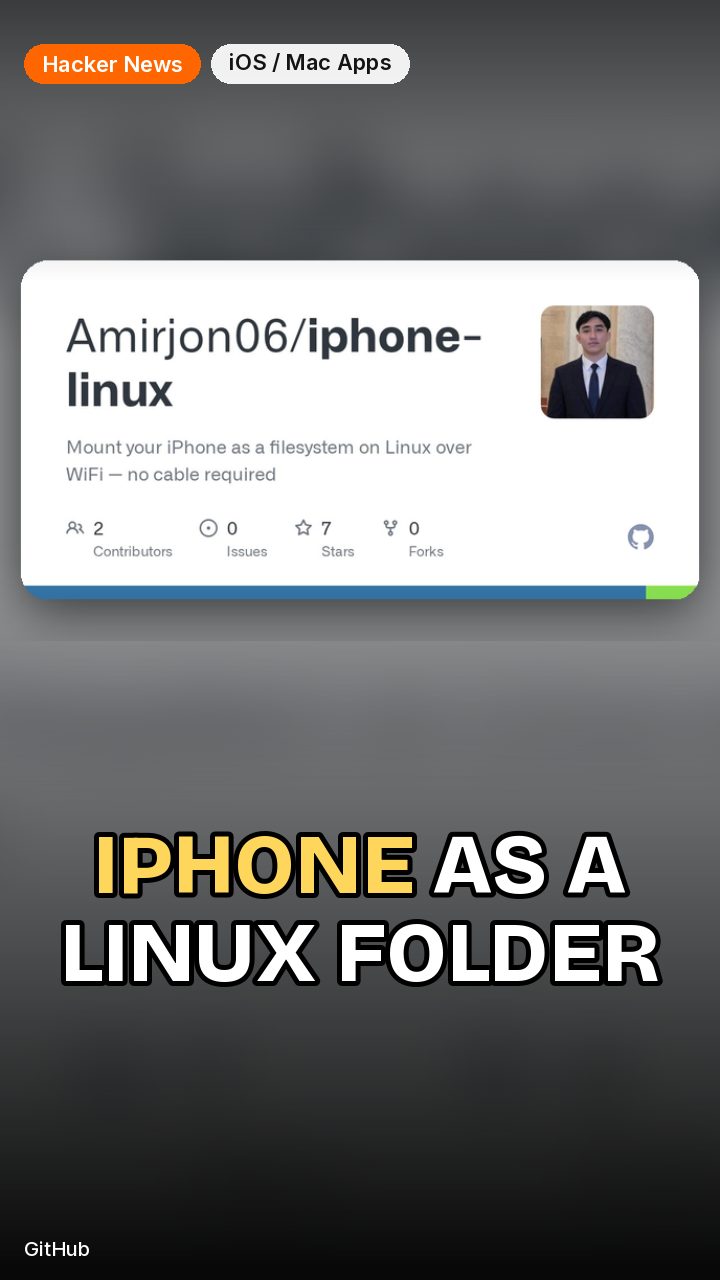 Hacker News
iOS / Mac Apps
Amirjon06/iphone-
linux
Mount your iPhone as a filesystem on Linux over
WiFi — no cable required
2
Contributors
0
Issues
7
Stars
0
Forks
IPHONE AS A
LINUX FOLDER
GitHub